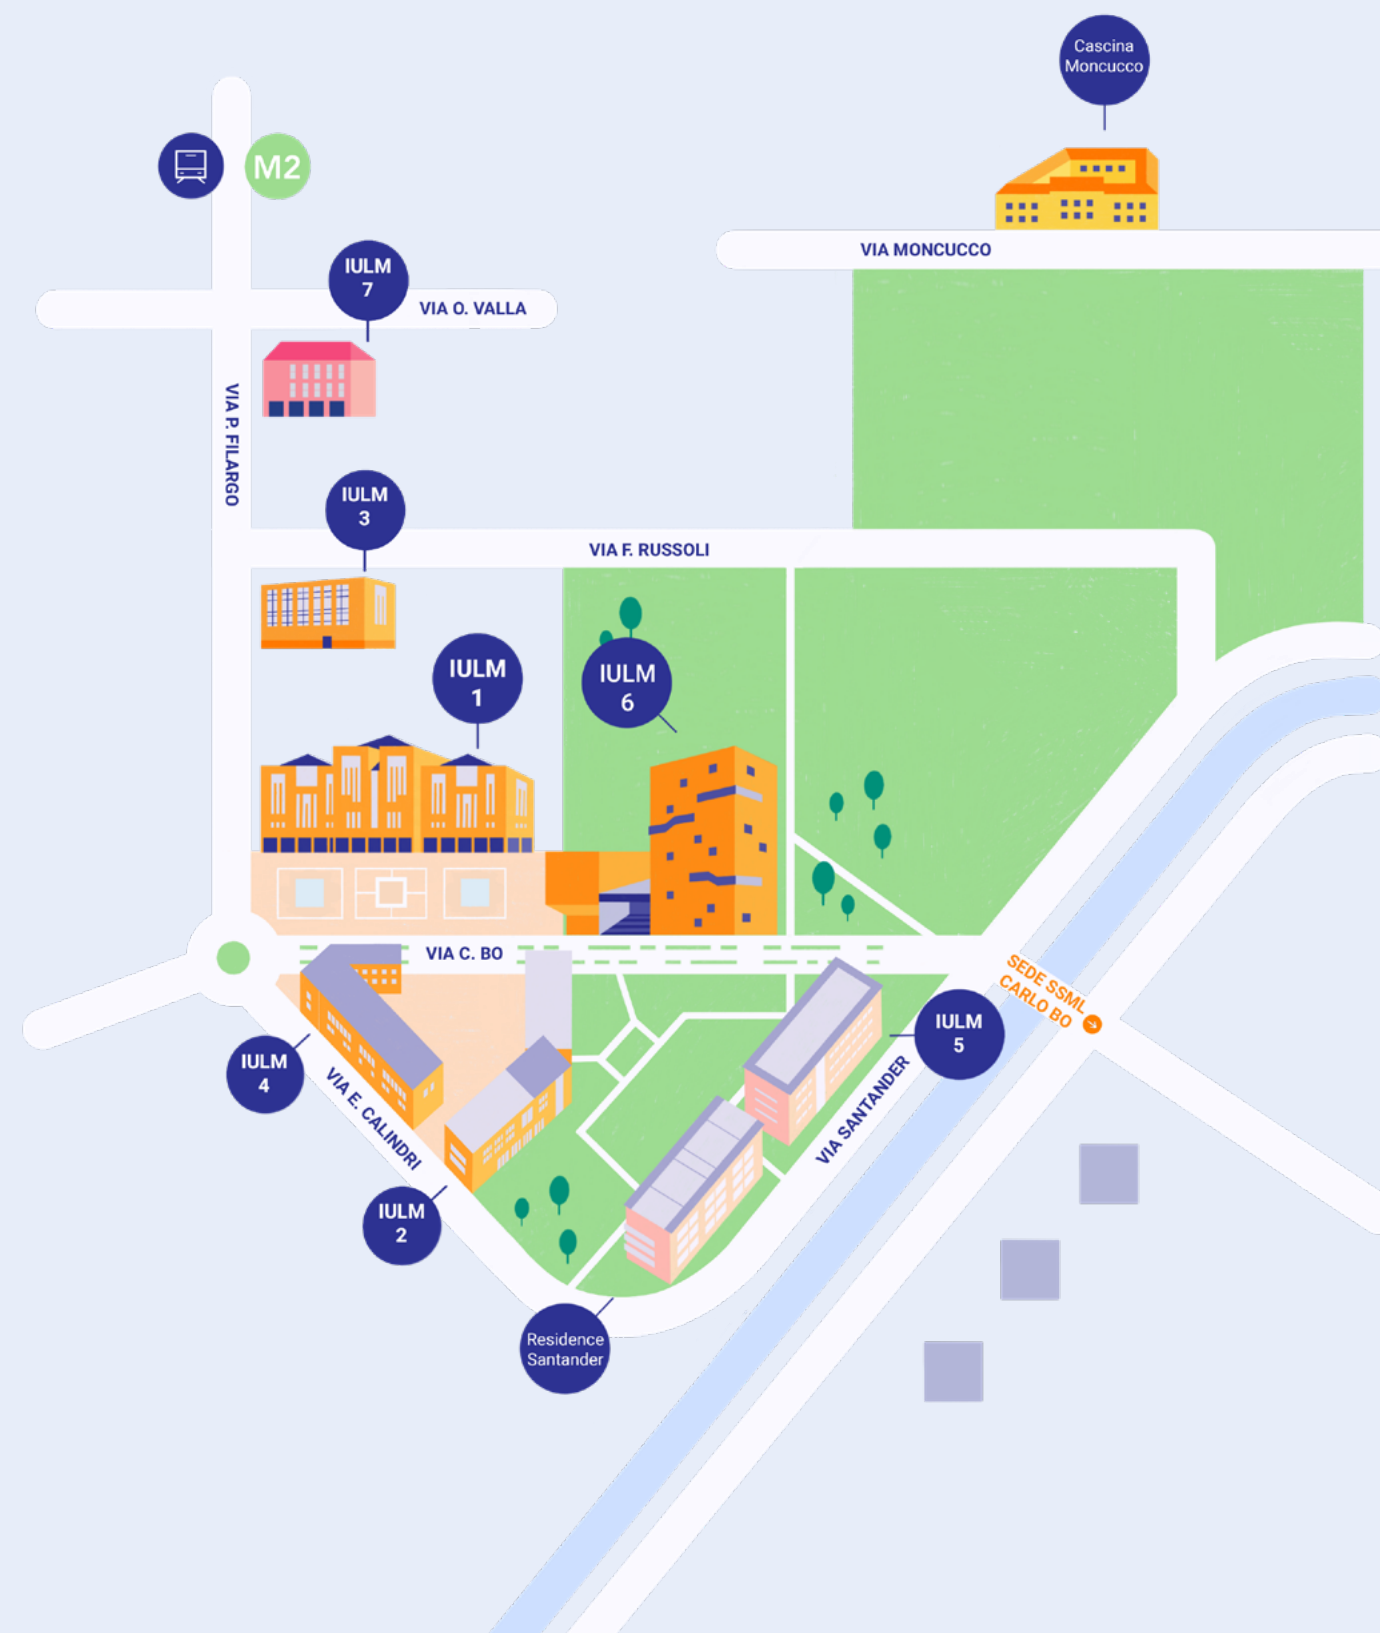 Cascina
Moncucco
M2
VIA MONCUCCO
IULM
7
VIA O. VALLA
VIA P. FILARGO
IULM
3
VIA F. RUSSOLI
IULM
1
IULM
6
VIA C. BO
SEDE SSML
CARLO BO
IULM
5
IULM
4
VIA E. CALINDRI
VIA SANTANDER
IULM
2
Residence
Santander